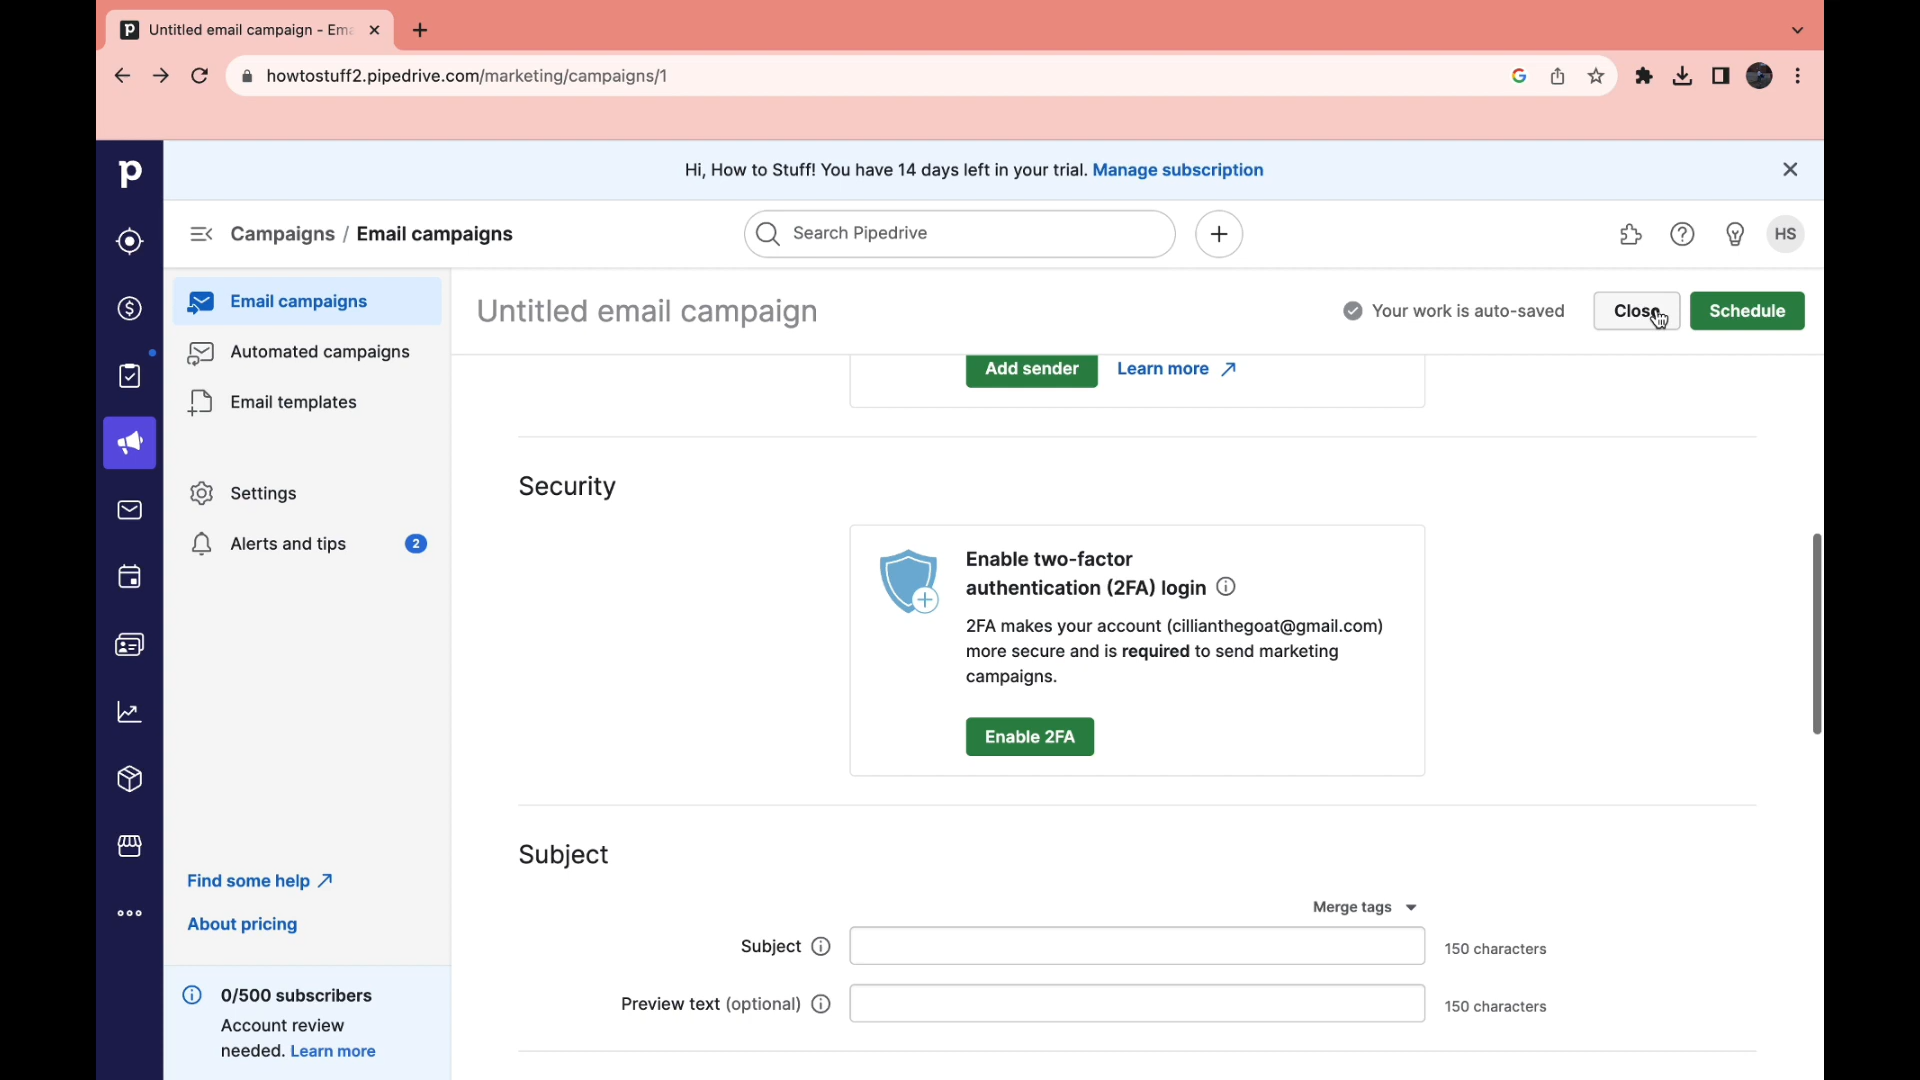 Untitled email campaign - Ema
howtostuff2.pipedrive.com/marketing/campaigns/1
Hi, How to Stuff! You have 14 days left in your trial. Manage subscription
Campaigns / Email campaigns
Search Pipedrive
HS
Email campaigns
Automated campaigns
Email templates
Settings
Alerts and tips 2
Find some help
About pricing
0/500 subscribers
Account review
needed. Learn more
Untitled email campaign
Your work is auto-saved
Close
Schedule
Add sender
Learn more
Security
Enable two-factor
authentication (2FA) login
2FA makes your account (cillianthegoat@gmail.com)
more secure and is required to send marketing
campaigns.
Enable 2FA
Subject
Merge tags
Subject
150 characters
Preview text (optional)
150 characters